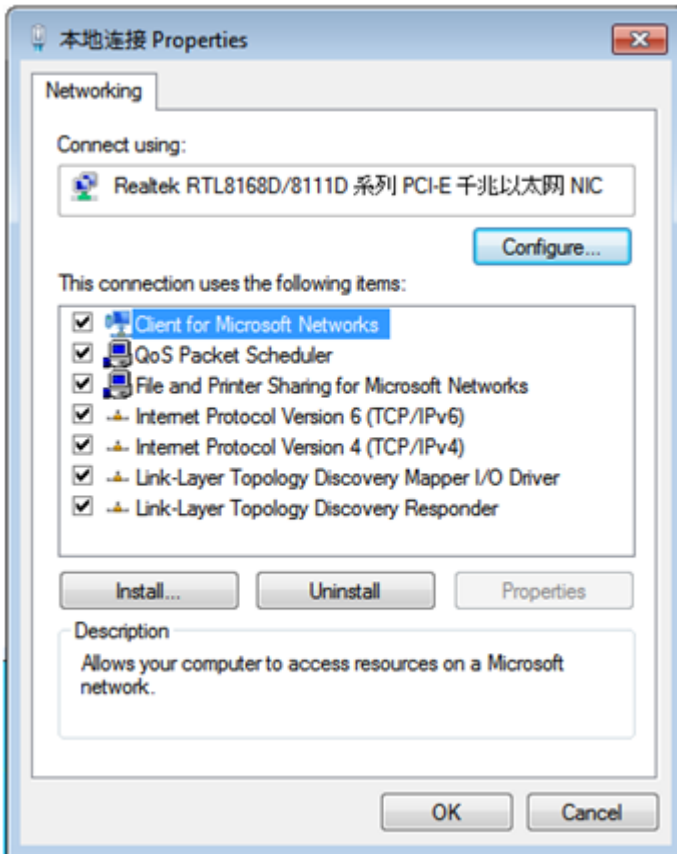 本地连接 Properties
Networking
Connect using:
Realtek RTL8168D/8111D 系列 PCI-E 千兆以太网 NIC
Configure...
This connection uses the following items:
Client for Microsoft Networks
QoS Packet Scheduler
File and Printer Sharing for Microsoft Networks
Internet Protocol Version 6 (TCP/IPv6)
Internet Protocol Version 4 (TCP/IPv4)
Link-Layer Topology Discovery Mapper I/O Driver
Link-Layer Topology Discovery Responder
Install... Uninstall Properties
Description
Allows your computer to access resources on a Microsoft
network.
OK Cancel